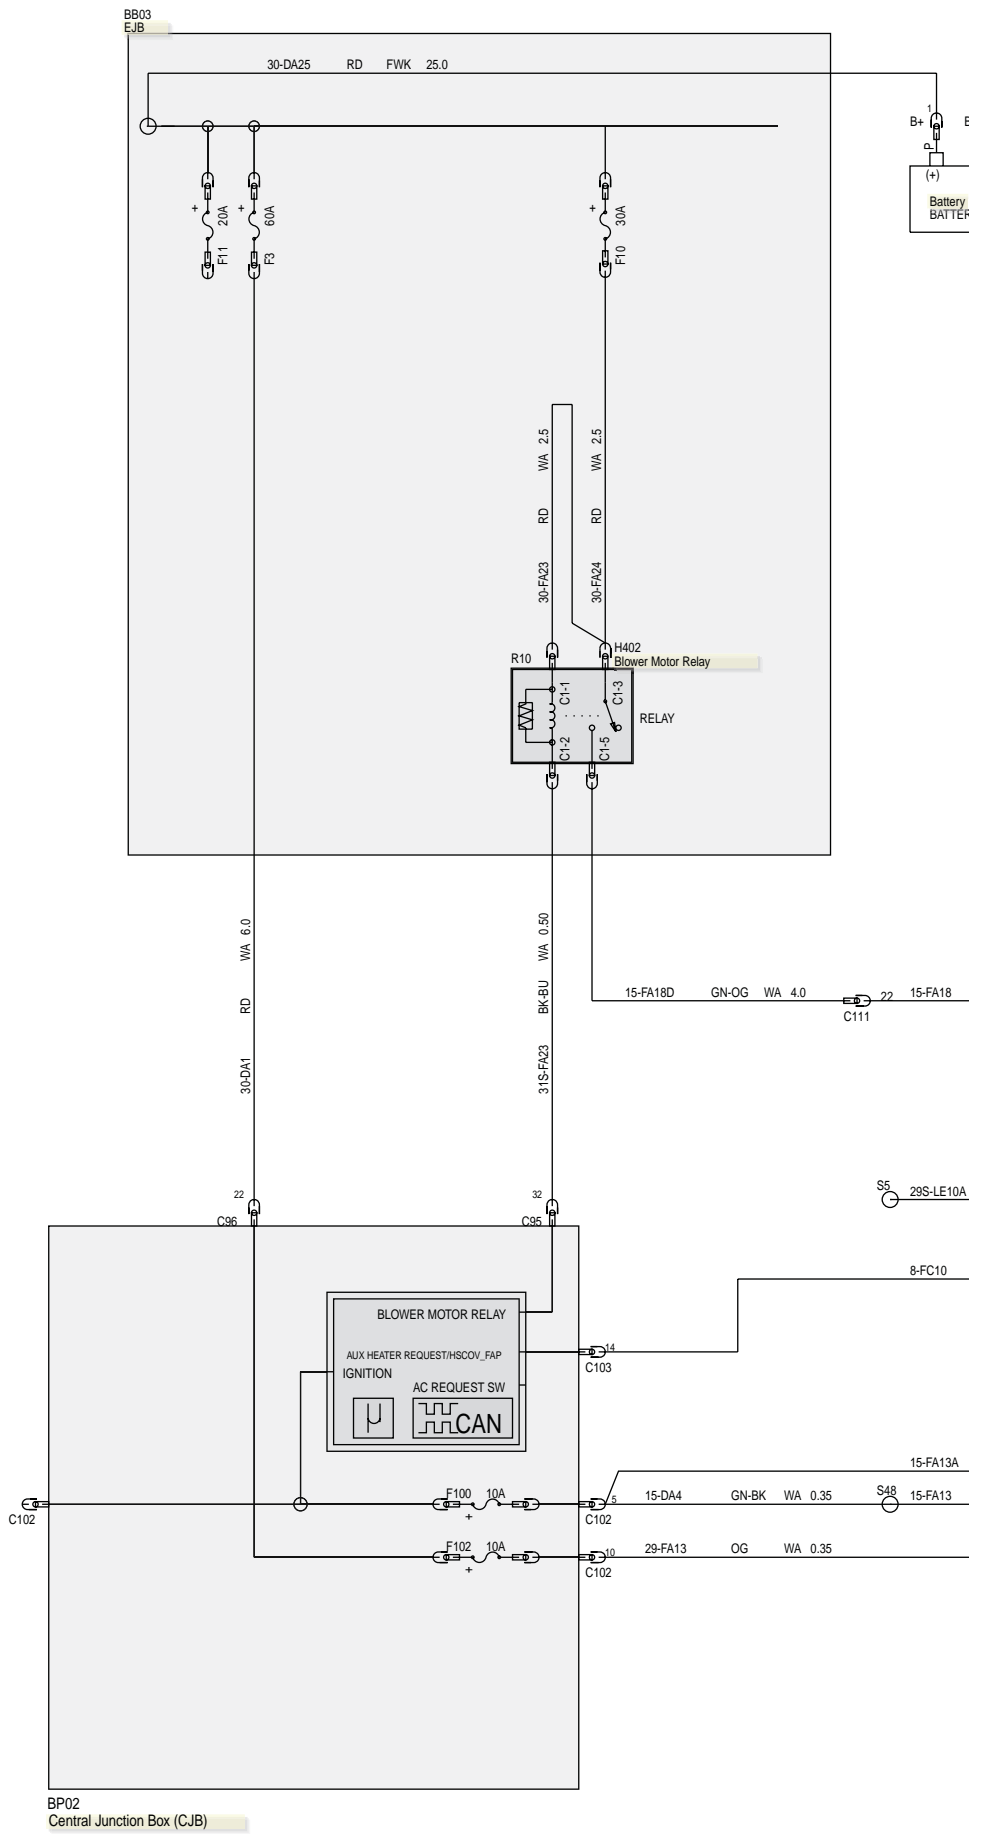 BB03
EJB
30-DA25 RD FWK 25.0
1
B+
P
(+)
Battery
+ 20A F11
+ 60A F3
+ 30A F10
30-FA23 RD WA 2.5
30-FA24 RD WA 2.5
H402
R10
Blower Motor Relay
C1-1
C1-3
RELAY
C1-2
C1-5
30-DA1 RD WA 6.0
31S-FA23 BK-BU WA 0.50
15-FA18D GN-OG WA 4.0
22 15-FA18
C111
S5
29S-LE10A
22
C96
32
C95
8-FC10
BLOWER MOTOR RELAY
AUX HEATER REQUEST/HSCOV_FAP
14
C103
IGNITION
AC REQUEST SW
µ
CAN
15-FA13A
F100 10A
+
5
15-DA4 GN-BK WA 0.35
S48
15-FA13
C102
C102
F102 10A
+
10
29-FA13 OG WA 0.35
C102
BP02
Central Junction Box (CJB)